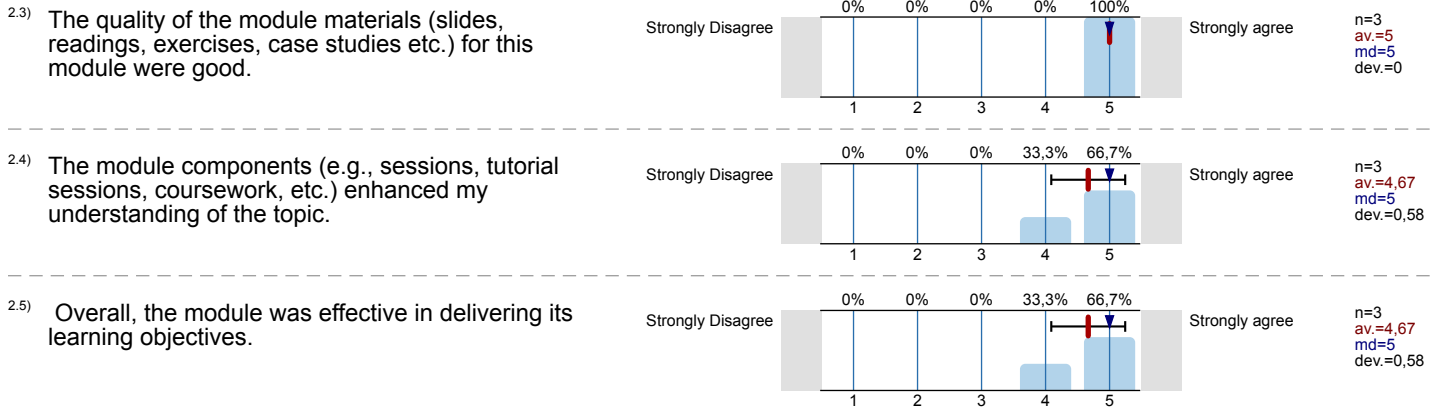 2.3) The quality of the module materials (slides,
readings, exercises, case studies etc.) for this
module were good.
Strongly Disagree
0% 0% 0% 0% 100%
1 2 3 4 5
Strongly agree
n=3
av.=5
md=5
dev.=0
2.4) The module components (e.g., sessions, tutorial
sessions, coursework, etc.) enhanced my
understanding of the topic.
Strongly Disagree
0% 0% 0% 33,3% 66,7%
1 2 3 4 5
Strongly agree
n=3
av.=4,67
md=5
dev.=0,58
2.5) Overall, the module was effective in delivering its
learning objectives.
Strongly Disagree
0% 0% 0% 33,3% 66,7%
1 2 3 4 5
Strongly agree
n=3
av.=4,67
md=5
dev.=0,58